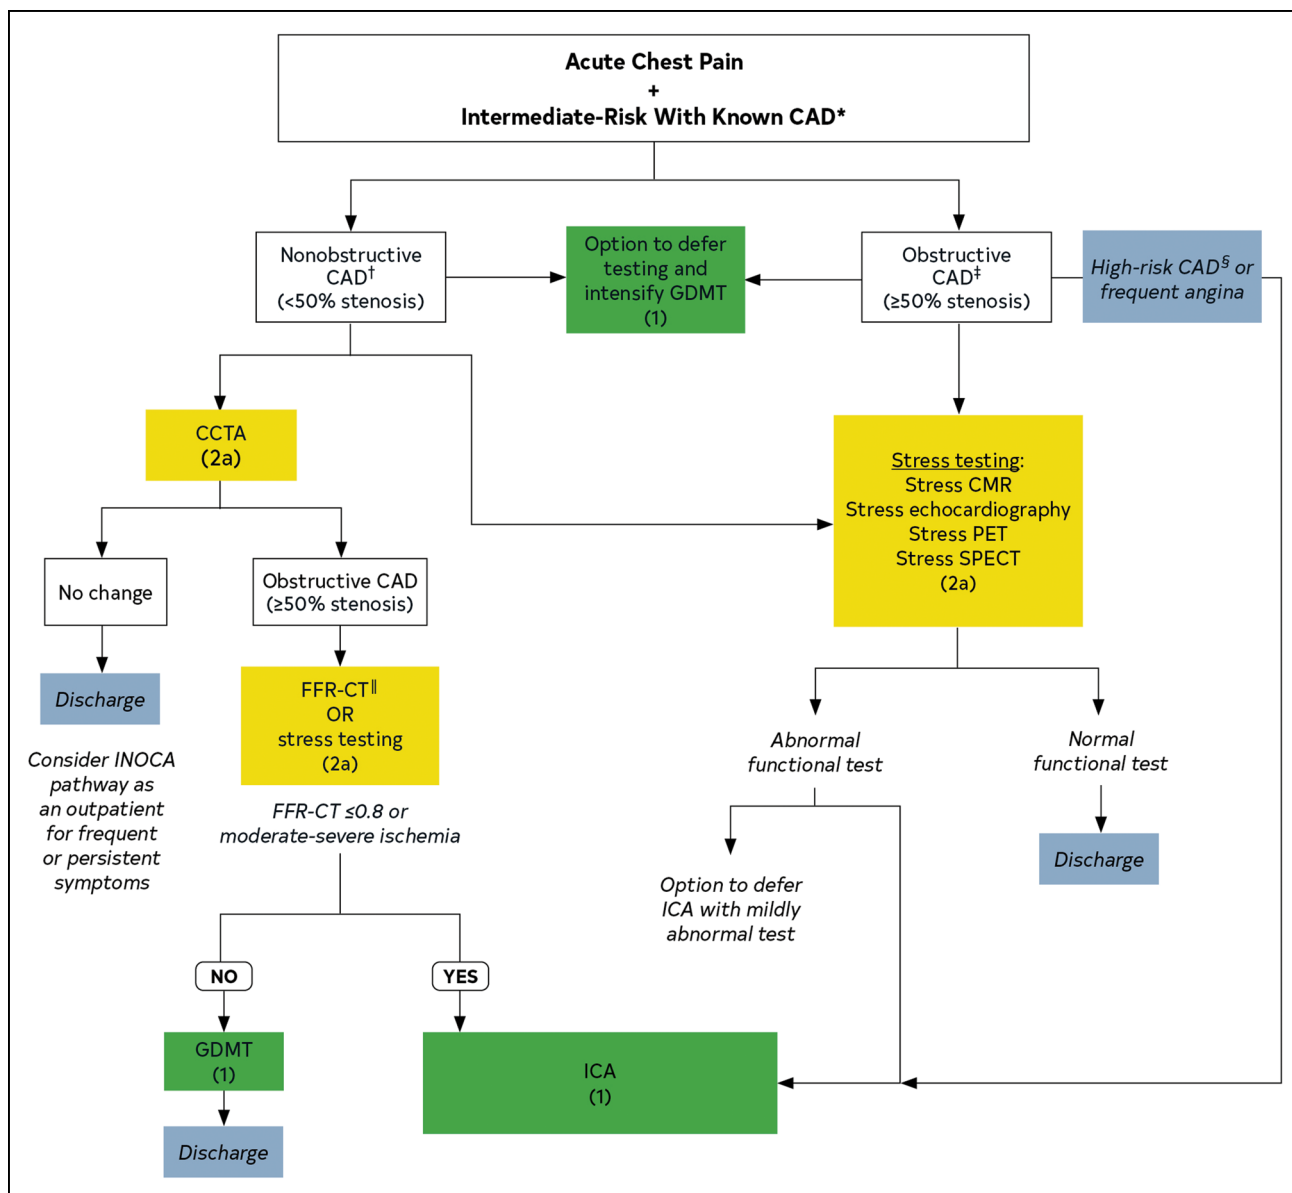 Acute Chest Pain
+
Intermediate-Risk With Known CAD*
Nonobstructive
CAD†
(<50% stenosis)
Option to defer
testing and
intensify GDMT
(1)
Obstructive
CAD‡
(≥50% stenosis)
High-risk CAD§ or
frequent angina
CCTA
(2a)
Stress testing:
Stress CMR
Stress echocardiography
Stress PET
Stress SPECT
(2a)
No change
Obstructive CAD
(≥50% stenosis)
Discharge
Consider INOCA
pathway as
an outpatient
for frequent
or persistent
symptoms
FFR-CT||
OR
stress testing
(2a)
FFR-CT ≤0.8 or
moderate-severe ischemia
Abnormal
functional test
Normal
functional test
Option to defer
ICA with mildly
abnormal test
Discharge
NO
YES
GDMT
(1)
ICA
(1)
Discharge